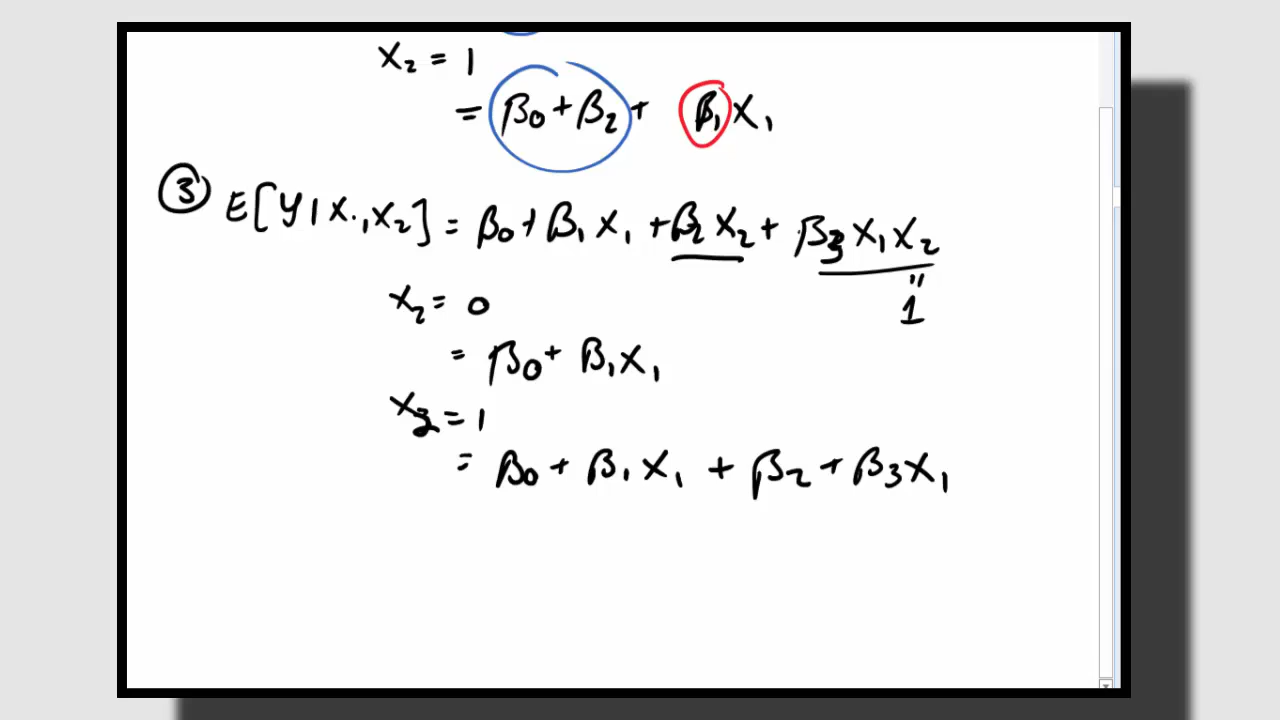 X₂ = 1
= β₀ + β₂ + β₁X₁
③ E[Y|X₁,X₂] = β₀ + β₁X₁ + β₂X₂ + β₃X₁X₂
"
1
X₂ = 0
= β₀ + β₁X₁
X₂ = 1
= β₀ + β₁X₁ + β₂ + β₃X₁